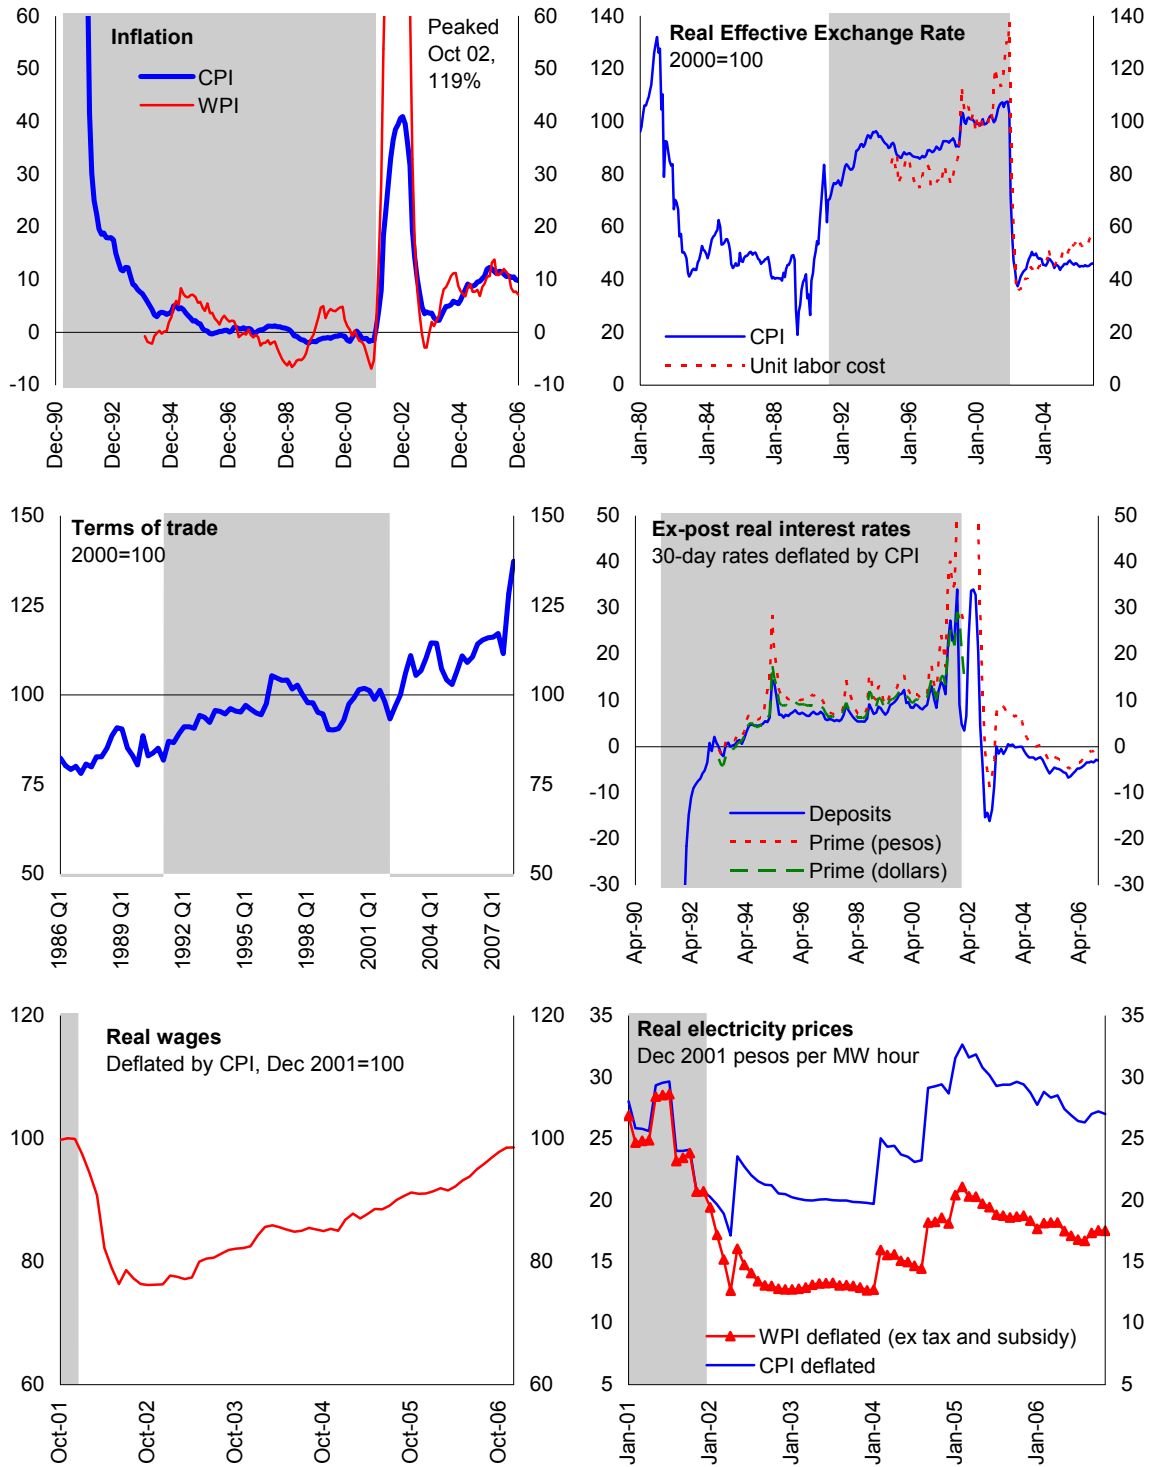 Inflation
CPI
WPI
Peaked
Oct 02,
119%
60
50
40
30
20
10
0
-10
60
50
40
30
20
10
0
-10
Dec-90
Dec-92
Dec-94
Dec-96
Dec-98
Dec-00
Dec-02
Dec-04
Dec-06
Real Effective Exchange Rate
2000=100
CPI
Unit labor cost
140
120
100
80
60
40
20
0
140
120
100
80
60
40
20
0
Jan-80
Jan-84
Jan-88
Jan-92
Jan-96
Jan-00
Jan-04
Terms of trade
2000=100
150
125
100
75
50
150
125
100
75
50
1986 Q1
1989 Q1
1992 Q1
1995 Q1
1998 Q1
2001 Q1
2004 Q1
2007 Q1
Ex-post real interest rates
30-day rates deflated by CPI
Deposits
Prime (pesos)
Prime (dollars)
50
40
30
20
10
0
-10
-20
-30
50
40
30
20
10
0
-10
-20
-30
Apr-90
Apr-92
Apr-94
Apr-96
Apr-98
Apr-00
Apr-02
Apr-04
Apr-06
Real wages
Deflated by CPI, Dec 2001=100
120
100
80
60
120
100
80
60
Oct-01
Oct-02
Oct-03
Oct-04
Oct-05
Oct-06
Real electricity prices
Dec 2001 pesos per MW hour
WPI deflated (ex tax and subsidy)
CPI deflated
35
30
25
20
15
10
5
35
30
25
20
15
10
5
Jan-01
Jan-02
Jan-03
Jan-04
Jan-05
Jan-06